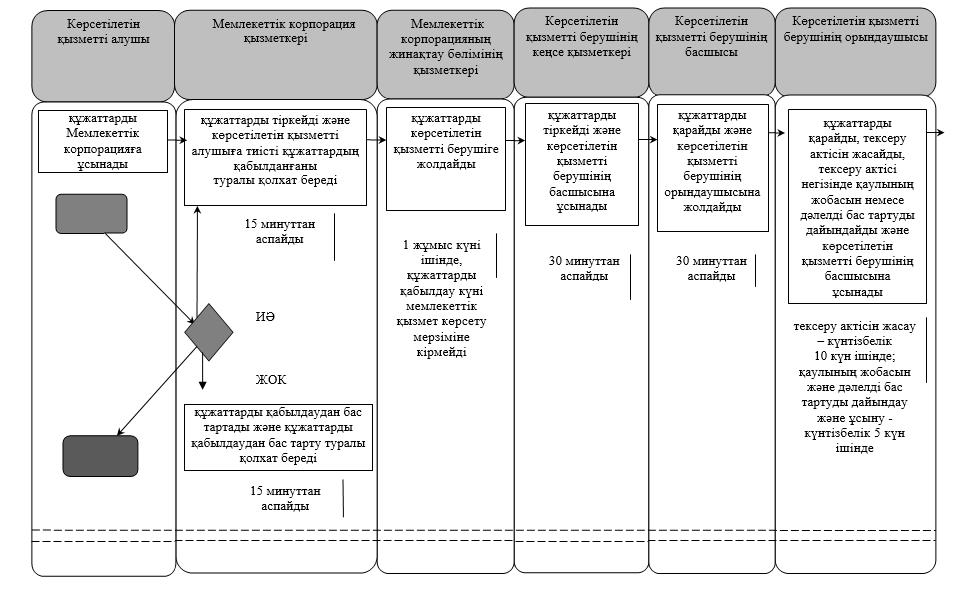 Көрсетілетін
қызметті алушы
Мемлекеттік корпорация
қызметкері
Мемлекеттік
корпорацияның
жинақтау бөлімінің
қызметкері
Көрсетілетін
қызметті берушінің
кеңсе қызметкері
Көрсетілетін
қызметті берушінің
басшысы
Көрсетілетін қызметті
берушінің орындаушысы
құжаттарды
Мемлекеттік
корпорацияға
ұсынады
құжаттарды тіркейді және
көрсетілетін қызметті
алушыға тиісті құжаттардың
қабылданғаны
туралы қолхат береді
15 минуттан
аспайды
ИӘ
ЖОК
құжаттарды қабылдаудан бас
тартады және құжаттарды
қабылдаудан бас тарту туралы
қолхат береді
15 минуттан
аспайды
құжаттарды
көрсетілетін
қызметті берушіге
жолдайды
1 жұмыс күні
ішінде,
құжаттарды
қабылдау күні
мемлекеттік
қызмет көрсету
мерзіміне
кірмейді
құжаттарды
тіркейді және
көрсетілетін
қызметті
берушінің
басшысына
ұсынады
30 минуттан
аспайды
құжаттарды
қарайды және
көрсетілетін
қызметті
берушінің
орындаушысына
жолдайды
30 минуттан
аспайды
құжаттарды
қарайды, тексеру
актісін жасайды,
тексеру актісі
негізінде қаулының
жобасын немесе
дәлелді бас тартуды
дайындайды және
көрсетілетін
қызметті берушінің
басшысына
ұсынады
тексеру актісін жасау
– күнтізбелік
10 күн ішінде;
қаулының жобасын
және дәлелді бас
тартуды дайындау
және ұсыну -
күнтізбелік 5 күн
ішінде